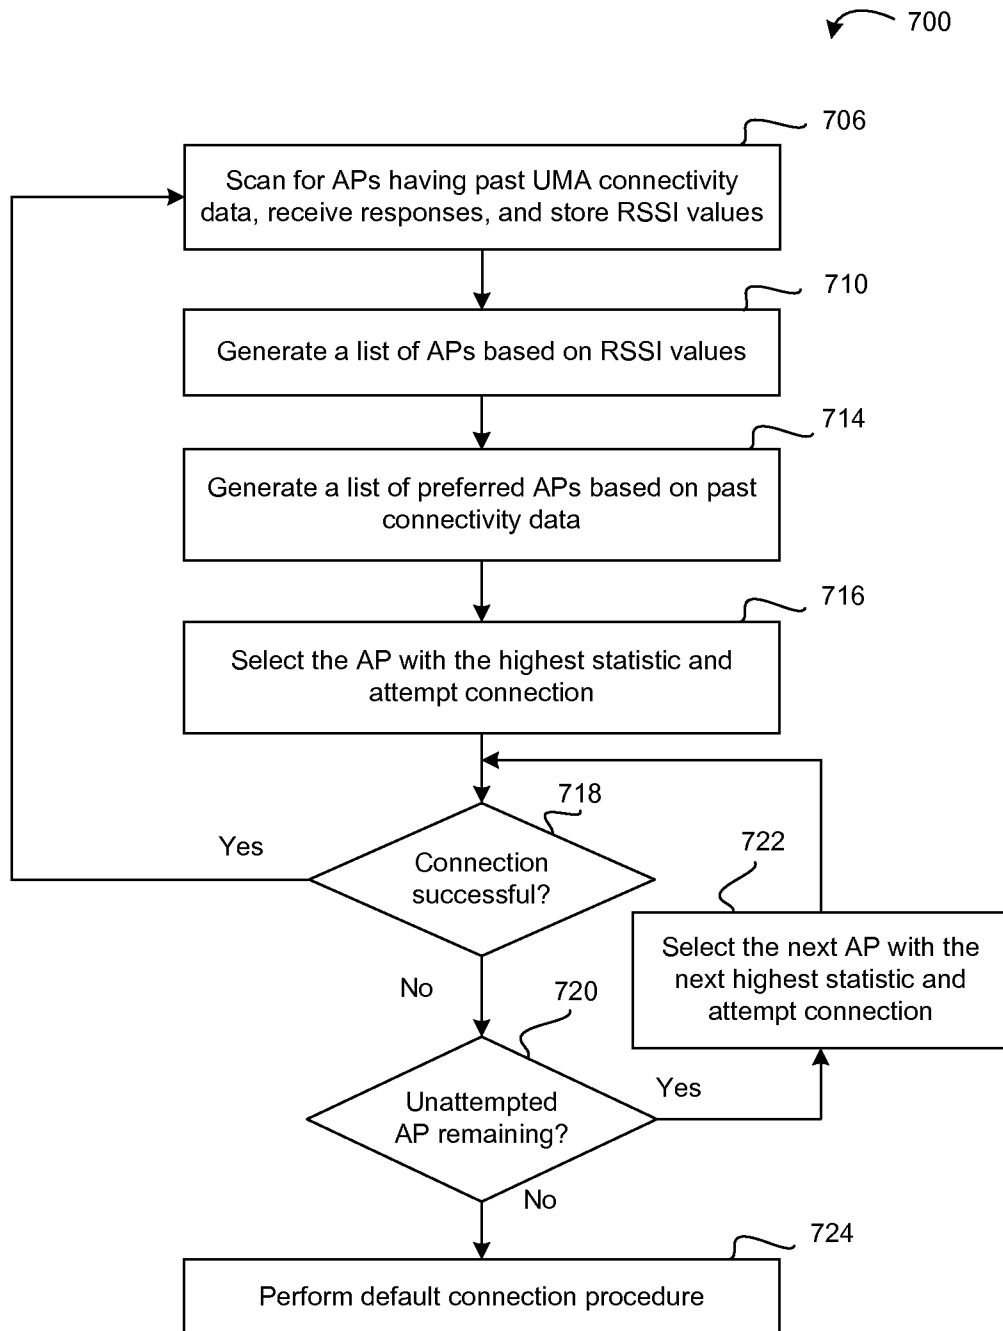 700
706
Scan for APs having past UMA connectivity
data, receive responses, and store RSSI values
710
Generate a list of APs based on RSSI values
714
Generate a list of preferred APs based on past
connectivity data
716
Select the AP with the highest statistic and
attempt connection
718
Yes
Connection
successful?
722
Select the next AP with the
next highest statistic and
attempt connection
No
720
Unattempted
AP remaining?
Yes
No
724
Perform default connection procedure